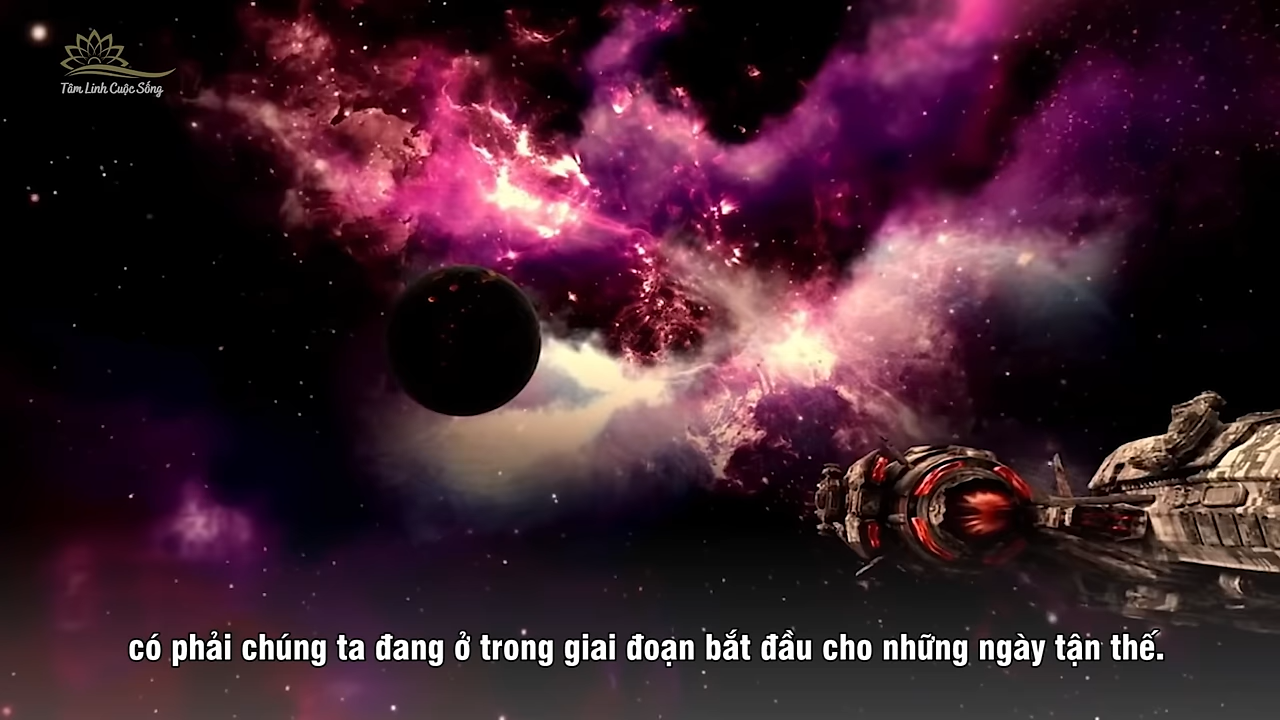 Tâm Linh Cuộc Sống
có phải chúng ta đang ở trong giai đoạn bắt đầu cho những ngày tận thế.